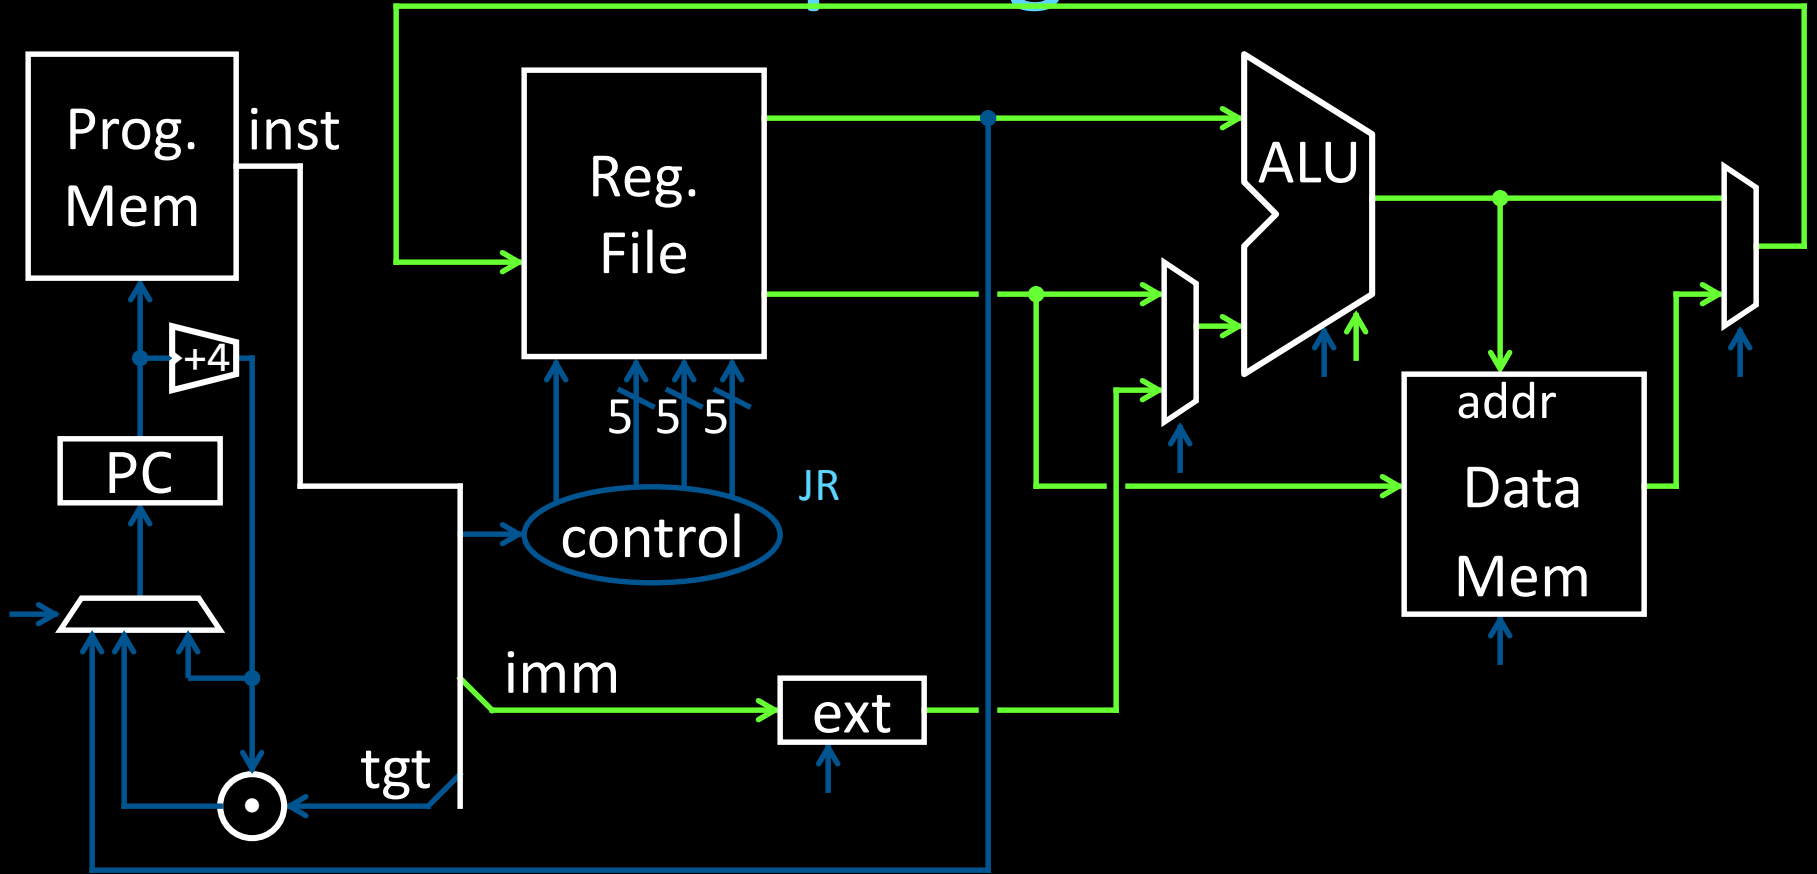 Prog.
Mem
inst
Reg.
File
ALU
+4
5 5 5
addr
PC
JR
Data
control
Mem
imm
ext
tgt